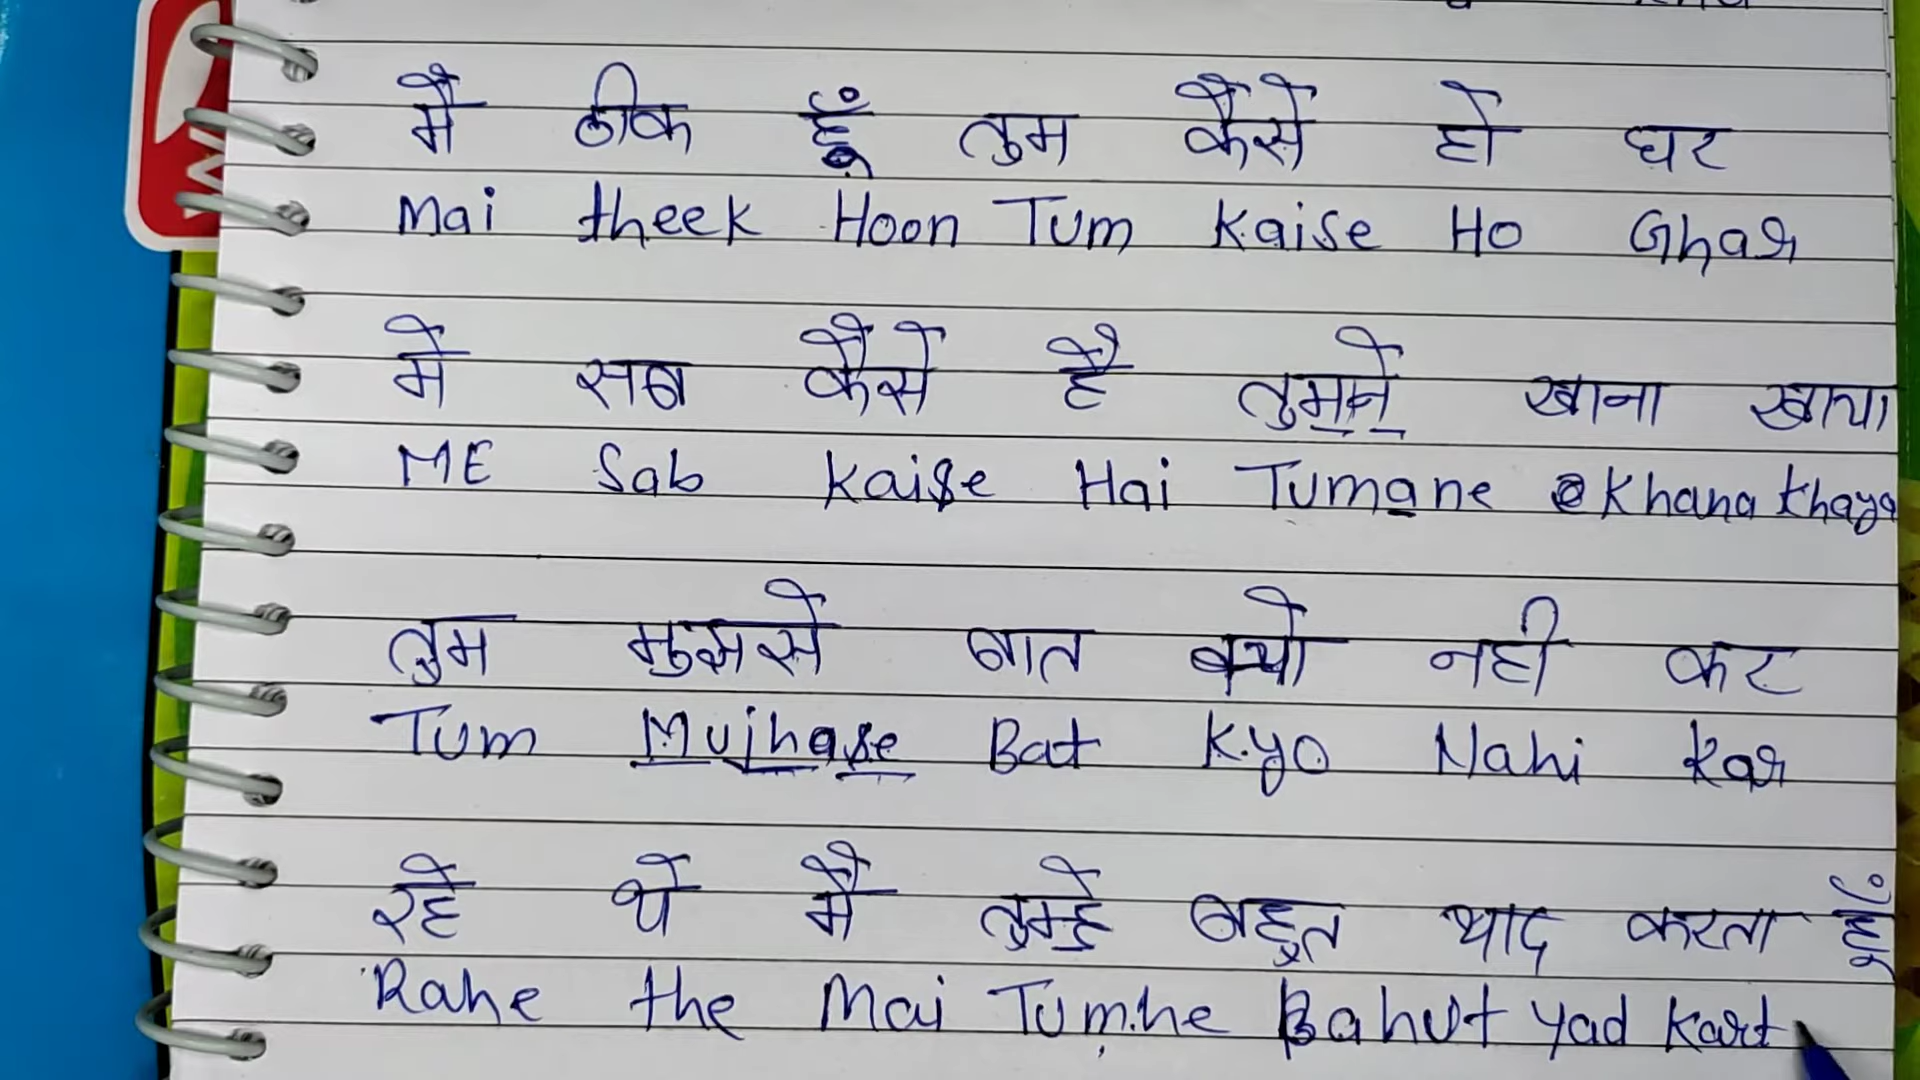 मै ठीक हूँ तुम कैसे हो घर
Mai theek Hoon Tum Kaise Ho Ghar
मे सब कैसे है तुमने खाना खाया
ME Sab Kaise Hai Tumane Khana Khaya
तुम मुझसे बात क्यो नही कर
Tum Mujhase Bat Kyo Nahi Kar
रहे थे मै तुम्हे बहुत याद करता हूँ
Rahe the Mai Tumhe Bahut Yad Kart